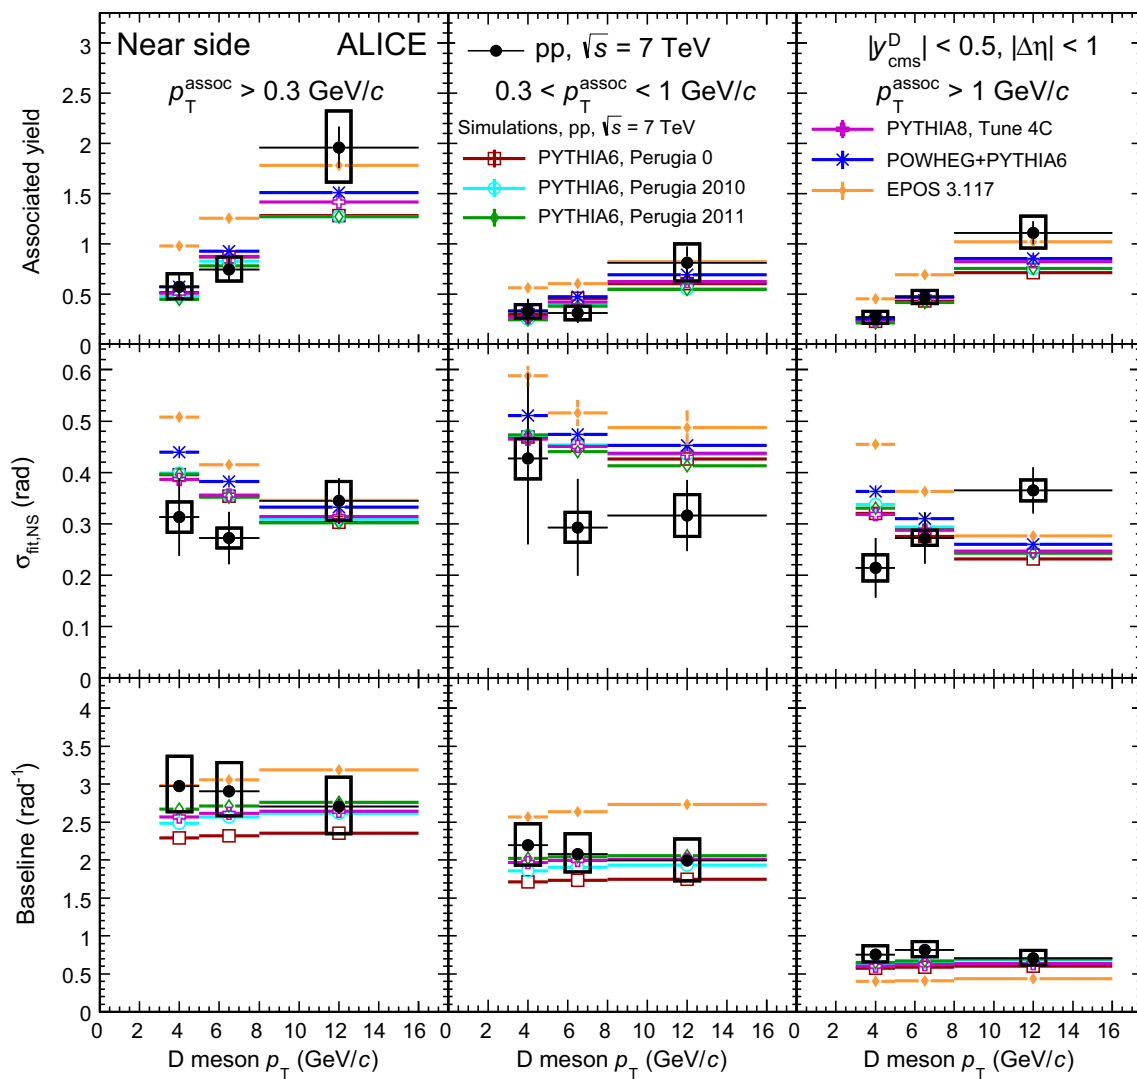 Near side ALICE
p_T^assoc > 0.3 GeV/c
pp, √s = 7 TeV
0.3 < p_T^assoc < 1 GeV/c
Simulations, pp, √s = 7 TeV
PYTHIA6, Perugia 0
PYTHIA6, Perugia 2010
PYTHIA6, Perugia 2011
|y_cms^D| < 0.5, |Δη| < 1
p_T^assoc > 1 GeV/c
PYTHIA8, Tune 4C
POWHEG+PYTHIA6
EPOS 3.117
Associated yield
3
2.5
2
1.5
1
0.5
0
σ_fit,NS (rad)
0.6
0.5
0.4
0.3
0.2
0.1
0
Baseline (rad⁻¹)
4
3.5
3
2.5
2
1.5
1
0.5
0
0 2 4 6 8 10 12 14 16
0 2 4 6 8 10 12 14 16
0 2 4 6 8 10 12 14 16
D meson p_T (GeV/c)
D meson p_T (GeV/c)
D meson p_T (GeV/c)